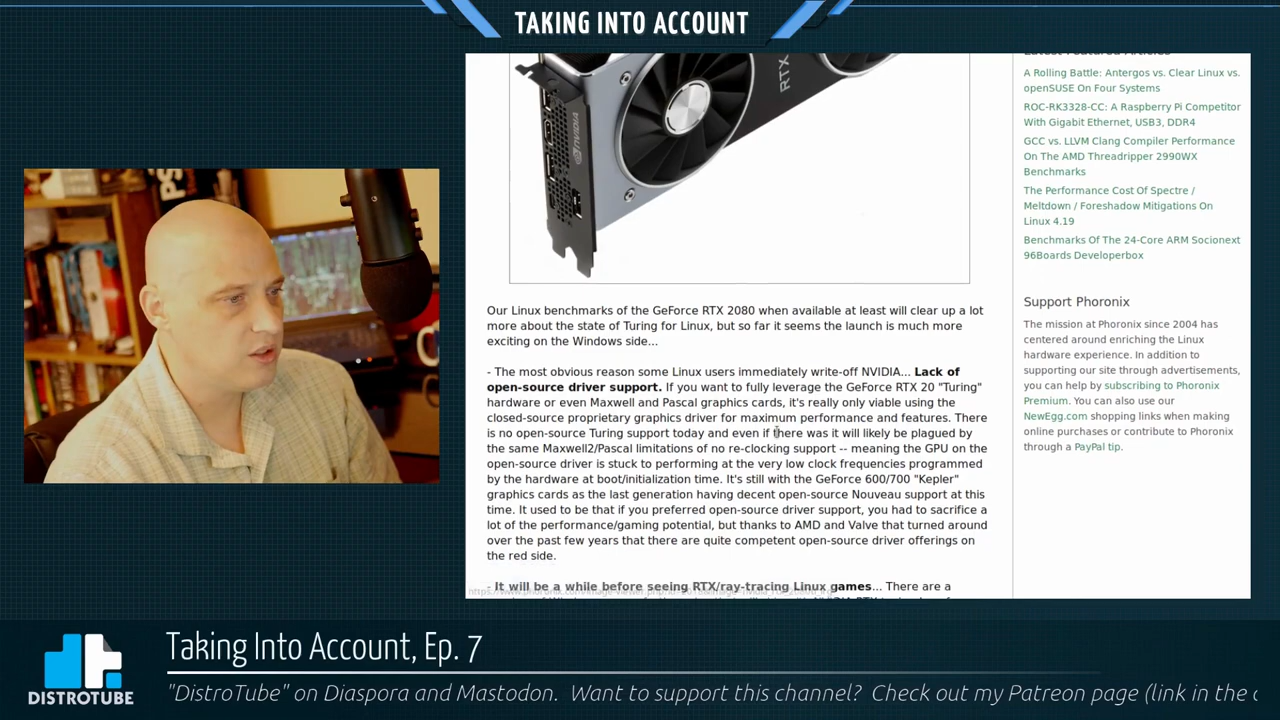 TAKING INTO ACCOUNT
RTX
NVIDIA
Our Linux benchmarks of the GeForce RTX 2080 when available at least will clear up a lot
more about the state of Turing for Linux, but so far it seems the launch is much more
exciting on the Windows side...
- The most obvious reason some Linux users immediately write-off NVIDIA... Lack of
open-source driver support. If you want to fully leverage the GeForce RTX 20 "Turing"
hardware or even Maxwell and Pascal graphics cards, it's really only viable using the
closed-source proprietary graphics driver for maximum performance and features. There
is no open-source Turing support today and even if there was it will likely be plagued by
the same Maxwell2/Pascal limitations of no re-clocking support -- meaning the GPU on the
open-source driver is stuck to performing at the very low clock frequencies programmed
by the hardware at boot/initialization time. It's still with the GeForce 600/700 "Kepler"
graphics cards as the last generation having decent open-source Nouveau support at this
time. It used to be that if you preferred open-source driver support, you had to sacrifice a
lot of the performance/gaming potential, but thanks to AMD and Valve that turned around
over the past few years that there are quite competent open-source driver offerings on
the red side.
- It will be a while before seeing RTX/ray-tracing Linux games... There are a
Latest Featured Articles
A Rolling Battle: Antergos vs. Clear Linux vs.
openSUSE On Four Systems
ROC-RK3328-CC: A Raspberry Pi Competitor
With Gigabit Ethernet, USB3, DDR4
GCC vs. LLVM Clang Compiler Performance
On The AMD Threadripper 2990WX
Benchmarks
The Performance Cost Of Spectre /
Meltdown / Foreshadow Mitigations On
Linux 4.19
Benchmarks Of The 24-Core ARM Socionext
96Boards Developerbox
Support Phoronix
The mission at Phoronix since 2004 has
centered around enriching the Linux
hardware experience. In addition to
supporting our site through advertisements,
you can help by subscribing to Phoronix
Premium. You can also use our
NewEgg.com shopping links when making
online purchases or contribute to Phoronix
through a PayPal tip.
DISTROTUBE
Taking Into Account, Ep. 7
"DistroTube" on Diaspora and Mastodon. Want to support this channel? Check out my Patreon page (link in the